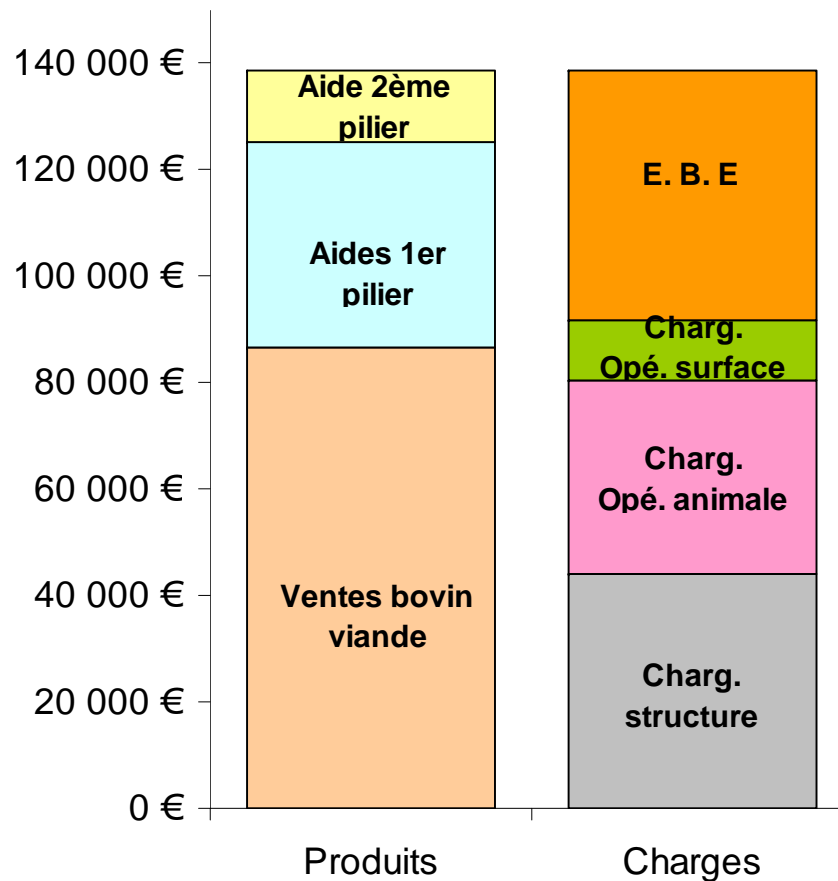 140 000 €
120 000 €
100 000 €
80 000 €
60 000 €
40 000 €
20 000 €
0 €
Aide 2ème
pilier
Aides 1er
pilier
Ventes bovin
viande
E. B. E
Charg.
Opé. surface
Charg.
Opé. animale
Charg.
structure
Produits
Charges